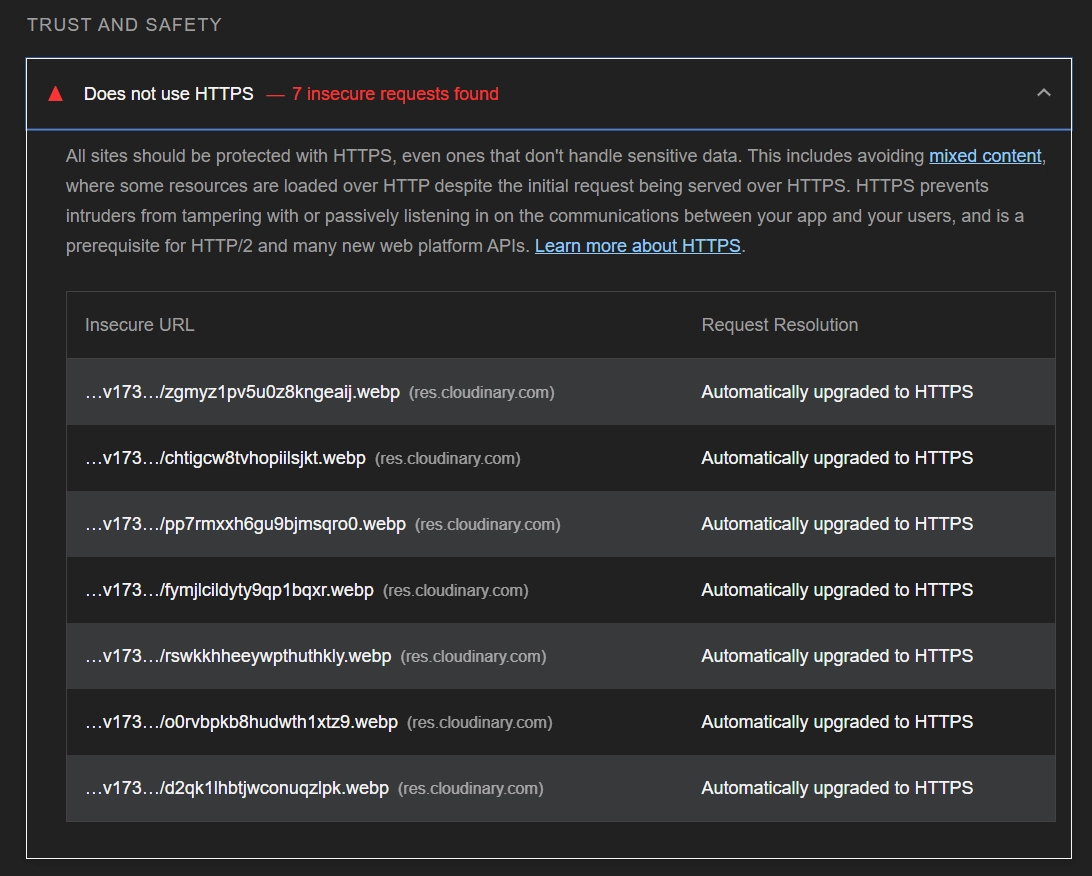 TRUST AND SAFETY
Does not use HTTPS — 7 insecure requests found
All sites should be protected with HTTPS, even ones that don't handle sensitive data. This includes avoiding mixed content,
where some resources are loaded over HTTP despite the initial request being served over HTTPS. HTTPS prevents
intruders from tampering with or passively listening in on the communications between your app and your users, and is a
prerequisite for HTTP/2 and many new web platform APIs. Learn more about HTTPS.
Insecure URL Request Resolution
…v173…/zgmyz1pv5u0z8kngeaij.webp (res.cloudinary.com) Automatically upgraded to HTTPS
…v173…/chtigcw8tvhopiilsjkt.webp (res.cloudinary.com) Automatically upgraded to HTTPS
…v173…/pp7rmxxh6gu9bjmsqro0.webp (res.cloudinary.com) Automatically upgraded to HTTPS
…v173…/fymjlcildyty9qp1bqxr.webp (res.cloudinary.com) Automatically upgraded to HTTPS
…v173…/rswkkhheeywpthuthkly.webp (res.cloudinary.com) Automatically upgraded to HTTPS
…v173…/o0rvbpkb8hudwth1xtz9.webp (res.cloudinary.com) Automatically upgraded to HTTPS
…v173…/d2qk1lhbtjwconuqzlpk.webp (res.cloudinary.com) Automatically upgraded to HTTPS